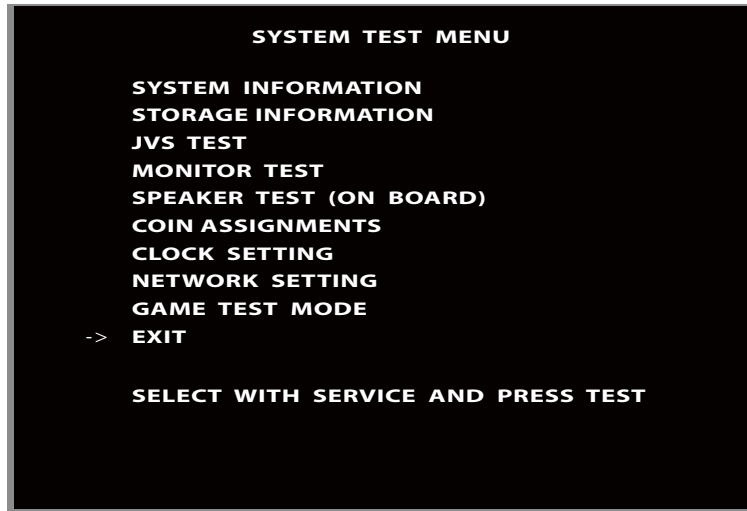 SYSTEM TEST MENU
SYSTEM INFORMATION
STORAGE INFORMATION
JVS TEST
MONITOR TEST
SPEAKER TEST (ON BOARD)
COIN ASSIGNMENTS
CLOCK SETTING
NETWORK SETTING
GAME TEST MODE
-> EXIT
SELECT WITH SERVICE AND PRESS TEST